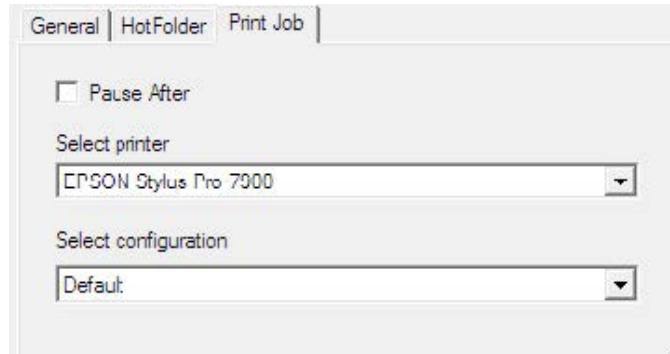 General HotFolder Print Job
Pause After
Select printer
EPSON Stylus Pro 7900
Select configuration
Default